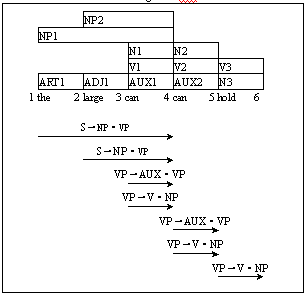 NP2
NP1
N1 N2
V1 V2 V3
ART1 ADJ1 AUX1 AUX2 N3
1 the 2 large 3 can 4 can 5 hold 6
S→NP · VP
S→NP · VP
VP→AUX · VP
VP→V · NP
VP→AUX · VP
VP→V · NP
VP→V · NP